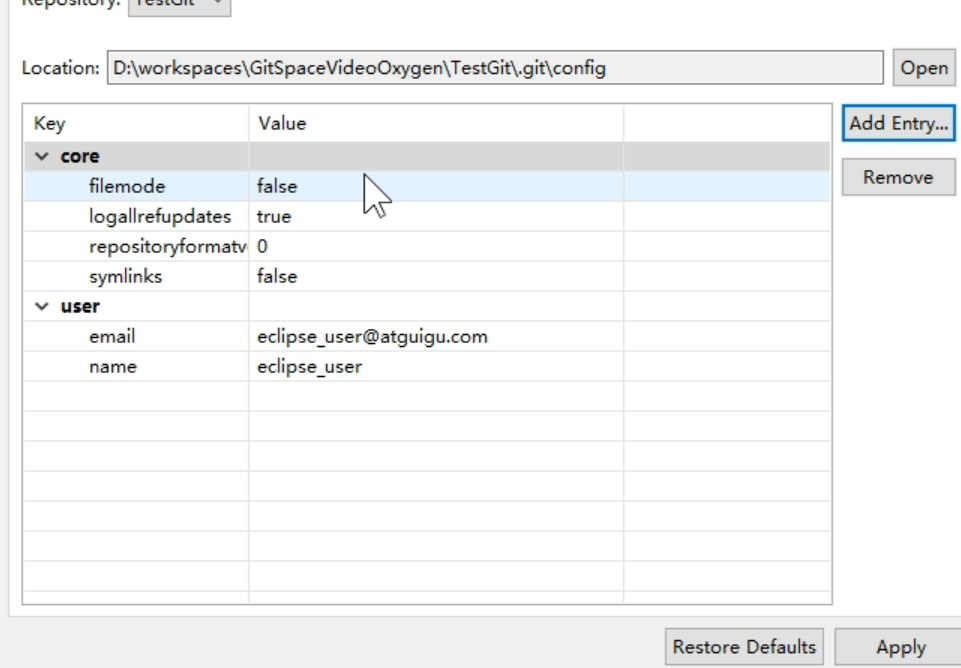 Repository: TestGit
Location: D:\workspaces\GitSpaceVideoOxygen\TestGit\.git\config Open
Key Value Add Entry...
core
filemode false Remove
logallrefupdates true
repositoryformatv 0
symlinks false
user
email eclipse_user@atguigu.com
name eclipse_user
Restore Defaults Apply